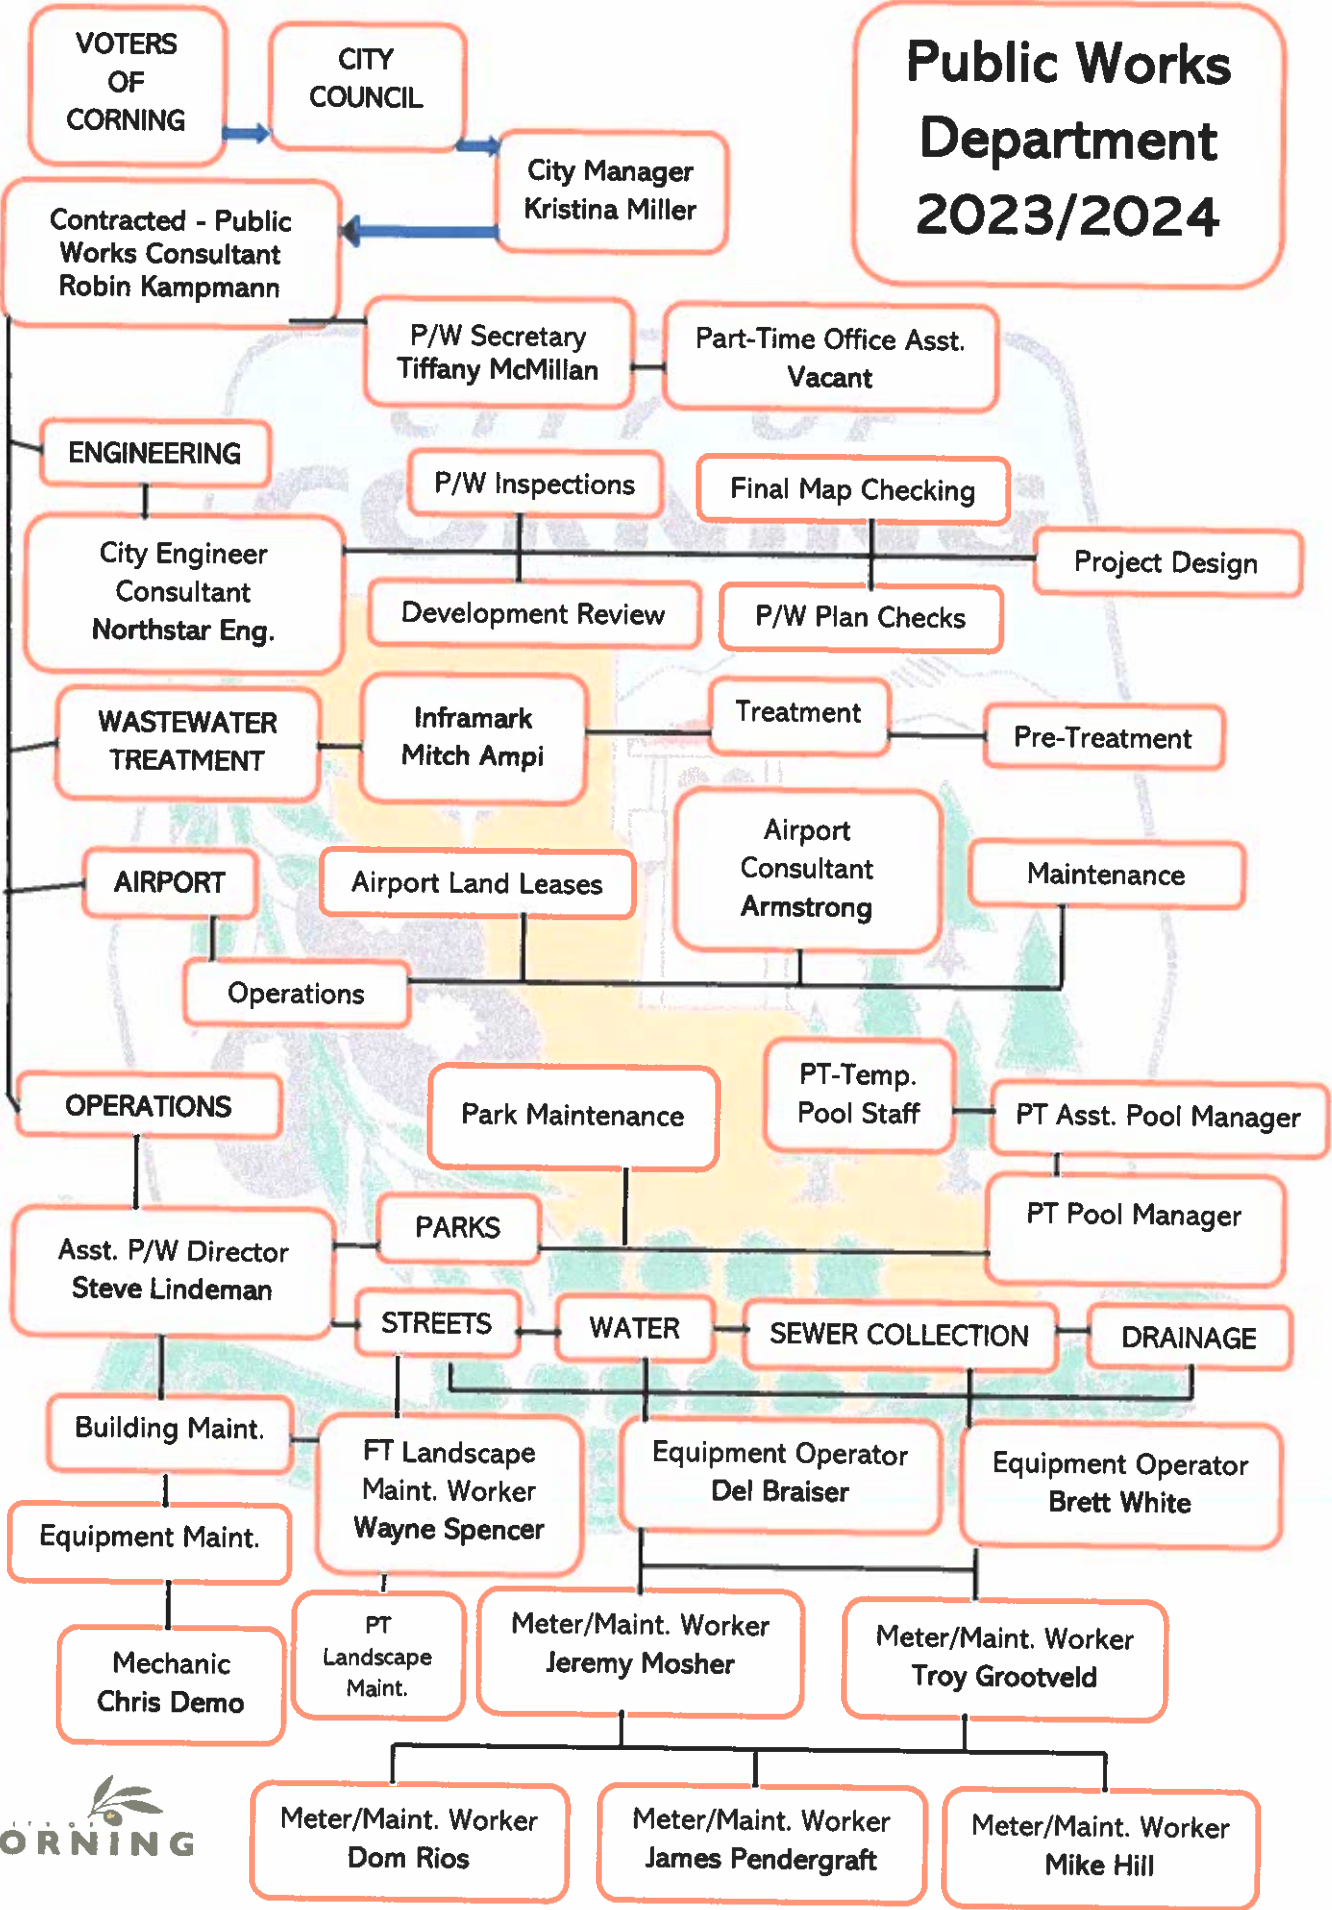 VOTERS
OF
CORNING
CITY
COUNCIL
Public Works
Department
2023/2024
City Manager
Kristina Miller
Contracted - Public
Works Consultant
Robin Kampmann
P/W Secretary
Tiffany McMillan
Part-Time Office Asst.
Vacant
CITY OF
CORNING
ENGINEERING
P/W Inspections
Final Map Checking
City Engineer
Consultant
Northstar Eng.
Project Design
Development Review
P/W Plan Checks
WASTEWATER
TREATMENT
Inframark
Mitch Ampi
Treatment
Pre-Treatment
AIRPORT
Airport Land Leases
Airport
Consultant
Armstrong
Maintenance
Operations
OPERATIONS
Park Maintenance
PT-Temp.
Pool Staff
PT Asst. Pool Manager
PT Pool Manager
Asst. P/W Director
Steve Lindeman
PARKS
STREETS
WATER
SEWER COLLECTION
DRAINAGE
Building Maint.
FT Landscape
Maint. Worker
Wayne Spencer
Equipment Operator
Del Braiser
Equipment Operator
Brett White
Equipment Maint.
Mechanic
Chris Demo
PT
Landscape
Maint.
Meter/Maint. Worker
Jeremy Mosher
Meter/Maint. Worker
Troy Grootveld
ORNING
Meter/Maint. Worker
Dom Rios
Meter/Maint. Worker
James Pendergraft
Meter/Maint. Worker
Mike Hill